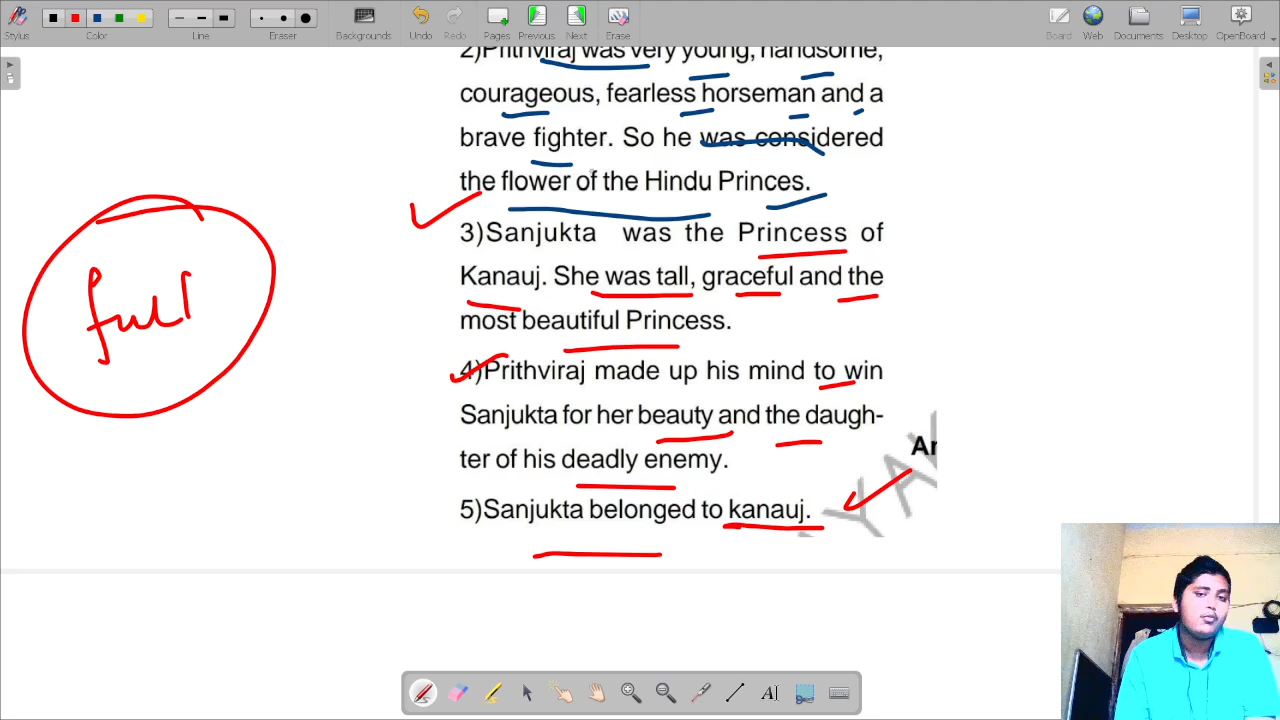 Stylus
Color
Line
Eraser
Backgrounds
Undo
Redo
Pages
Previous
Next
Erase
Board
Web
Documents
Desktop
OpenBoard
2)Prithviraj was very young, handsome,
courageous, fearless horseman and a
brave fighter. So he was considered
the flower of the Hindu Princes.
3)Sanjukta was the Princess of
Kanauj. She was tall, graceful and the
most beautiful Princess.
full
4)Prithviraj made up his mind to win
Sanjukta for her beauty and the daugh-
ter of his deadly enemy.
5)Sanjukta belonged to kanauj.